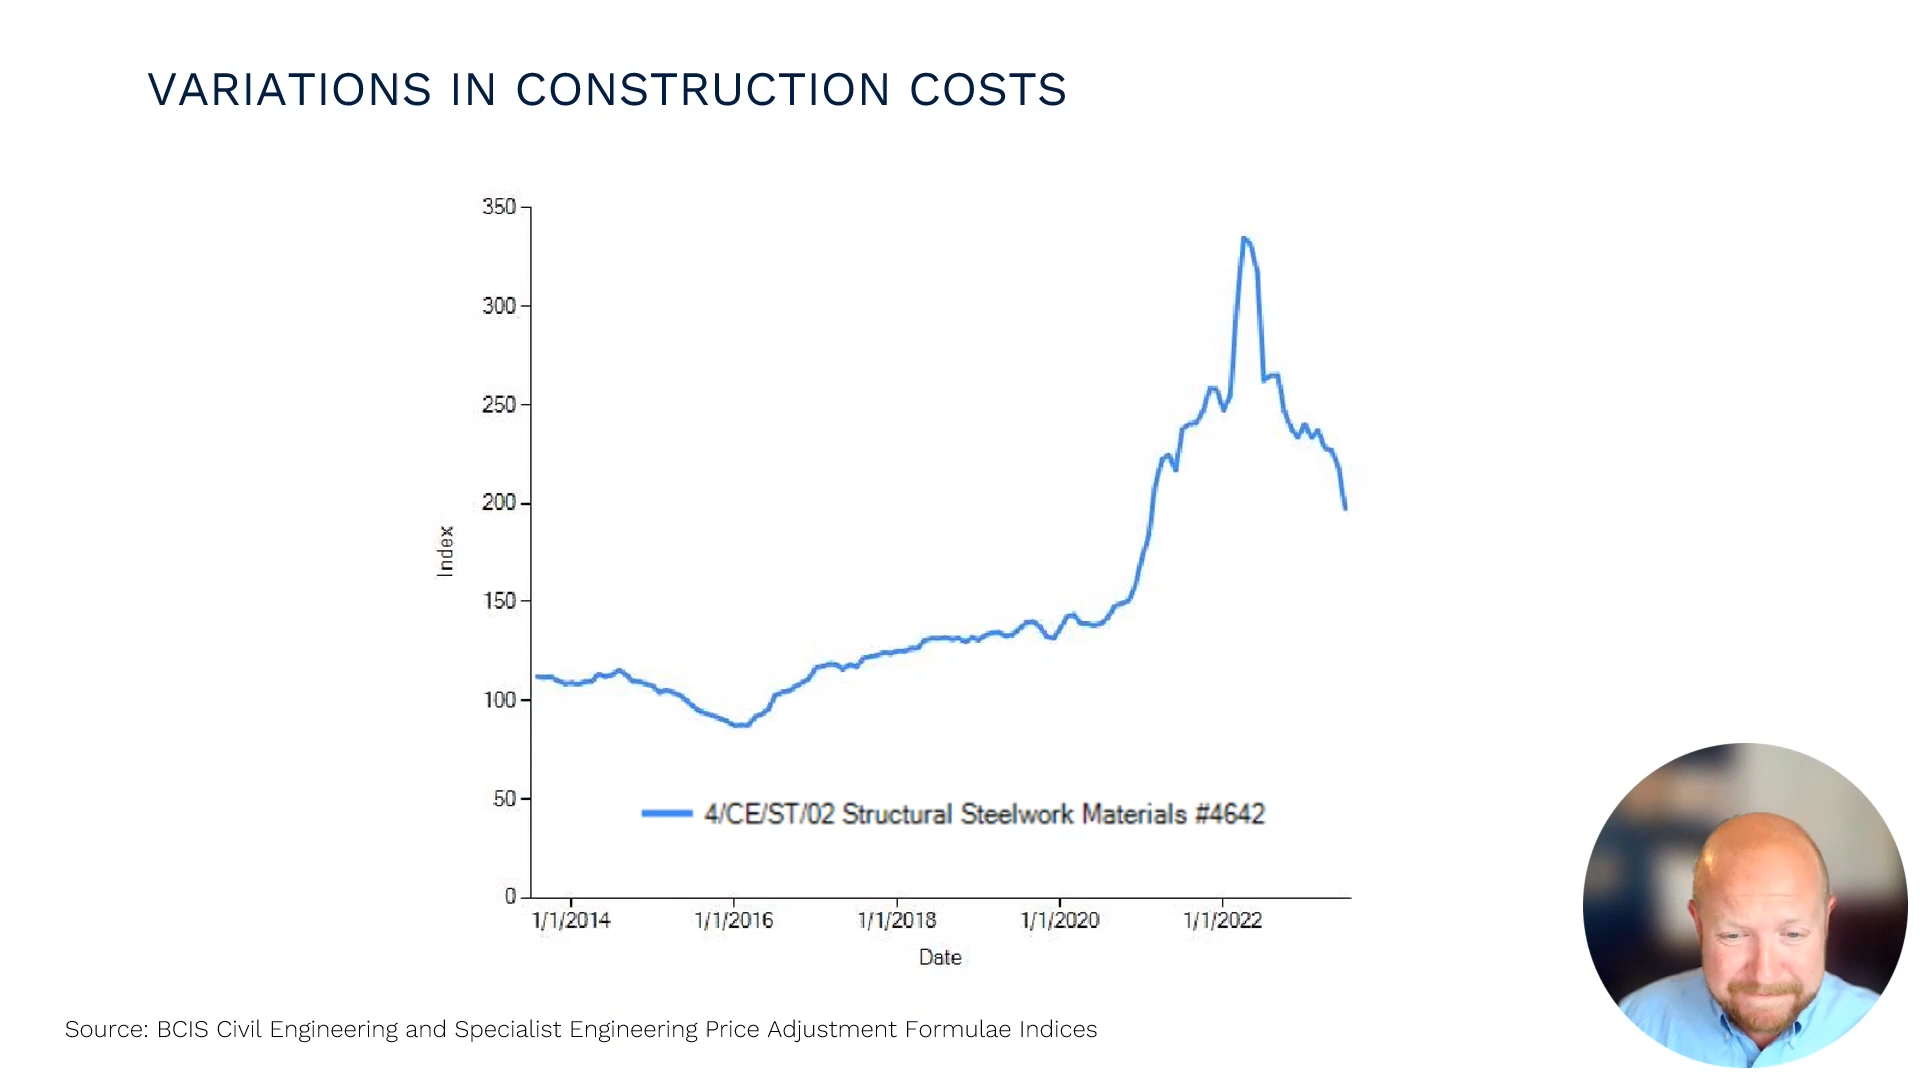 VARIATIONS IN CONSTRUCTION COSTS
350
300
250
200
150
100
50
0
Index
4/CE/ST/02 Structural Steelwork Materials #4642
1/1/2014 1/1/2016 1/1/2018 1/1/2020 1/1/2022
Date
Source: BCIS Civil Engineering and Specialist Engineering Price Adjustment Formulae Indices